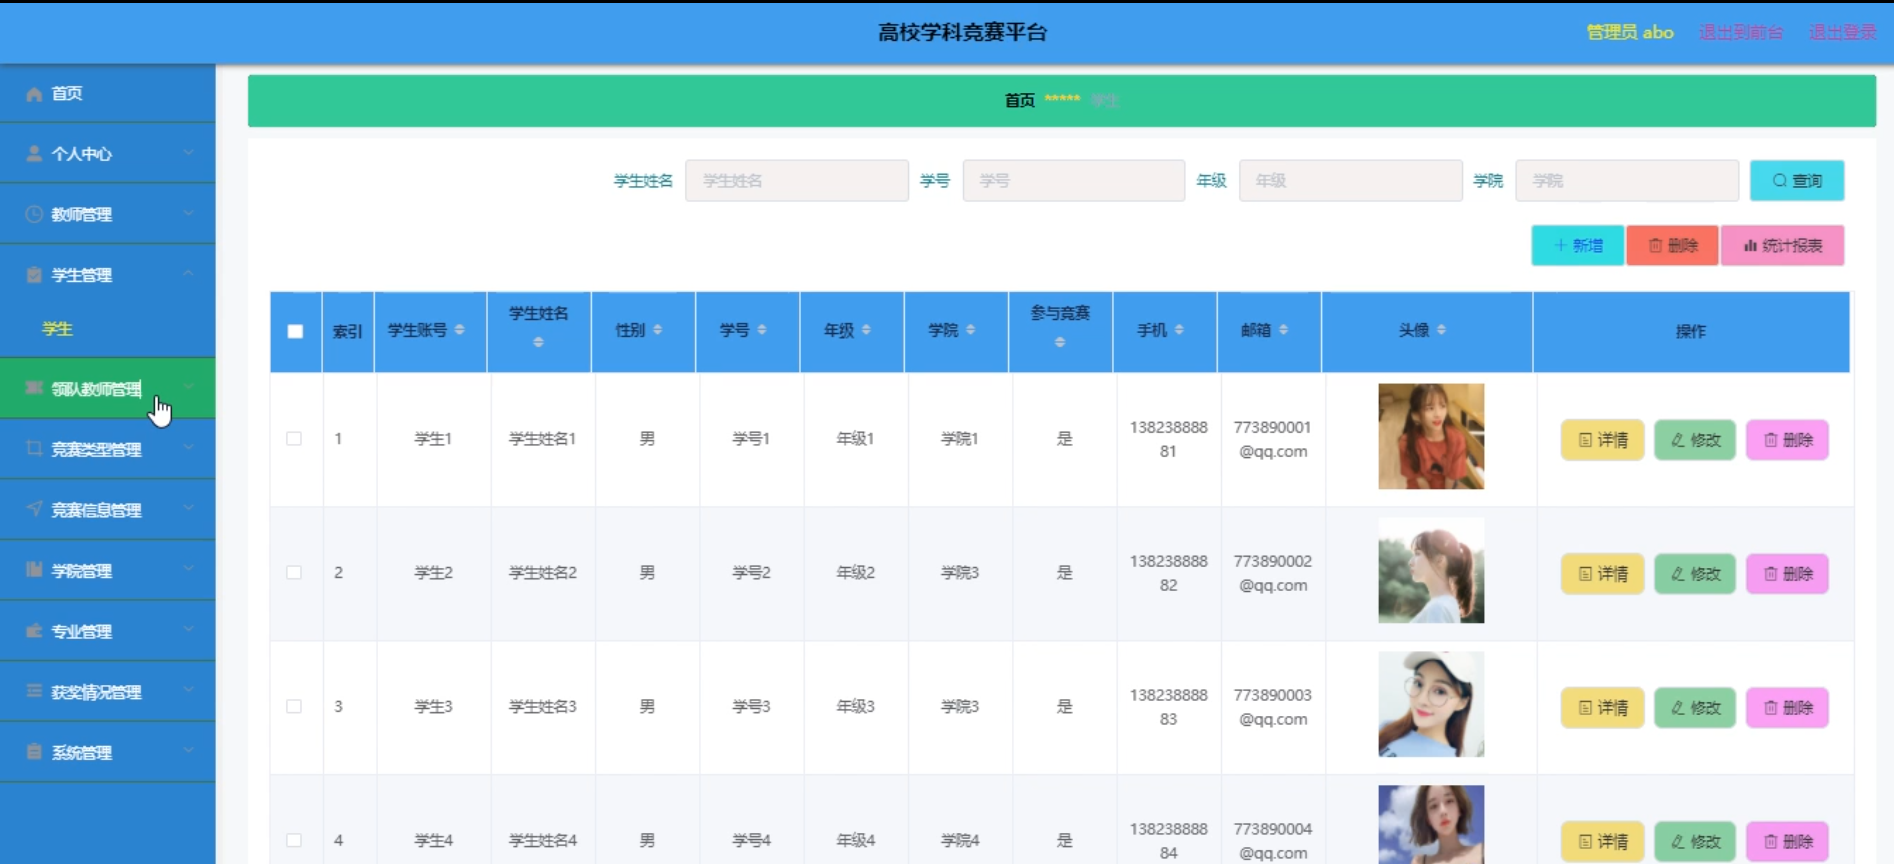 高校学科竞赛平台
管理员 abo 退出到前台 退出登录
首页 ***** 学生
首页
个人中心
教师管理
学生管理
学生
领队教师管理
竞赛类型管理
竞赛信息管理
学院管理
专业管理
获奖情况管理
系统管理
学生姓名 学生姓名 学号 学号 年级 年级 学院 学院 查询
+ 新增 删除 统计报表
索引 学生账号 学生姓名 性别 学号 年级 学院 参与竞赛 手机 邮箱 头像 操作
1 学生1 学生姓名1 男 学号1 年级1 学院1 是 138238888 773890001 详情 修改 删除
81 @qq.com
2 学生2 学生姓名2 男 学号2 年级2 学院3 是 138238888 773890002 详情 修改 删除
82 @qq.com
3 学生3 学生姓名3 男 学号3 年级3 学院3 是 138238888 773890003 详情 修改 删除
83 @qq.com
4 学生4 学生姓名4 男 学号4 年级4 学院4 是 138238888 773890004 详情 修改 删除
84 @qq.com